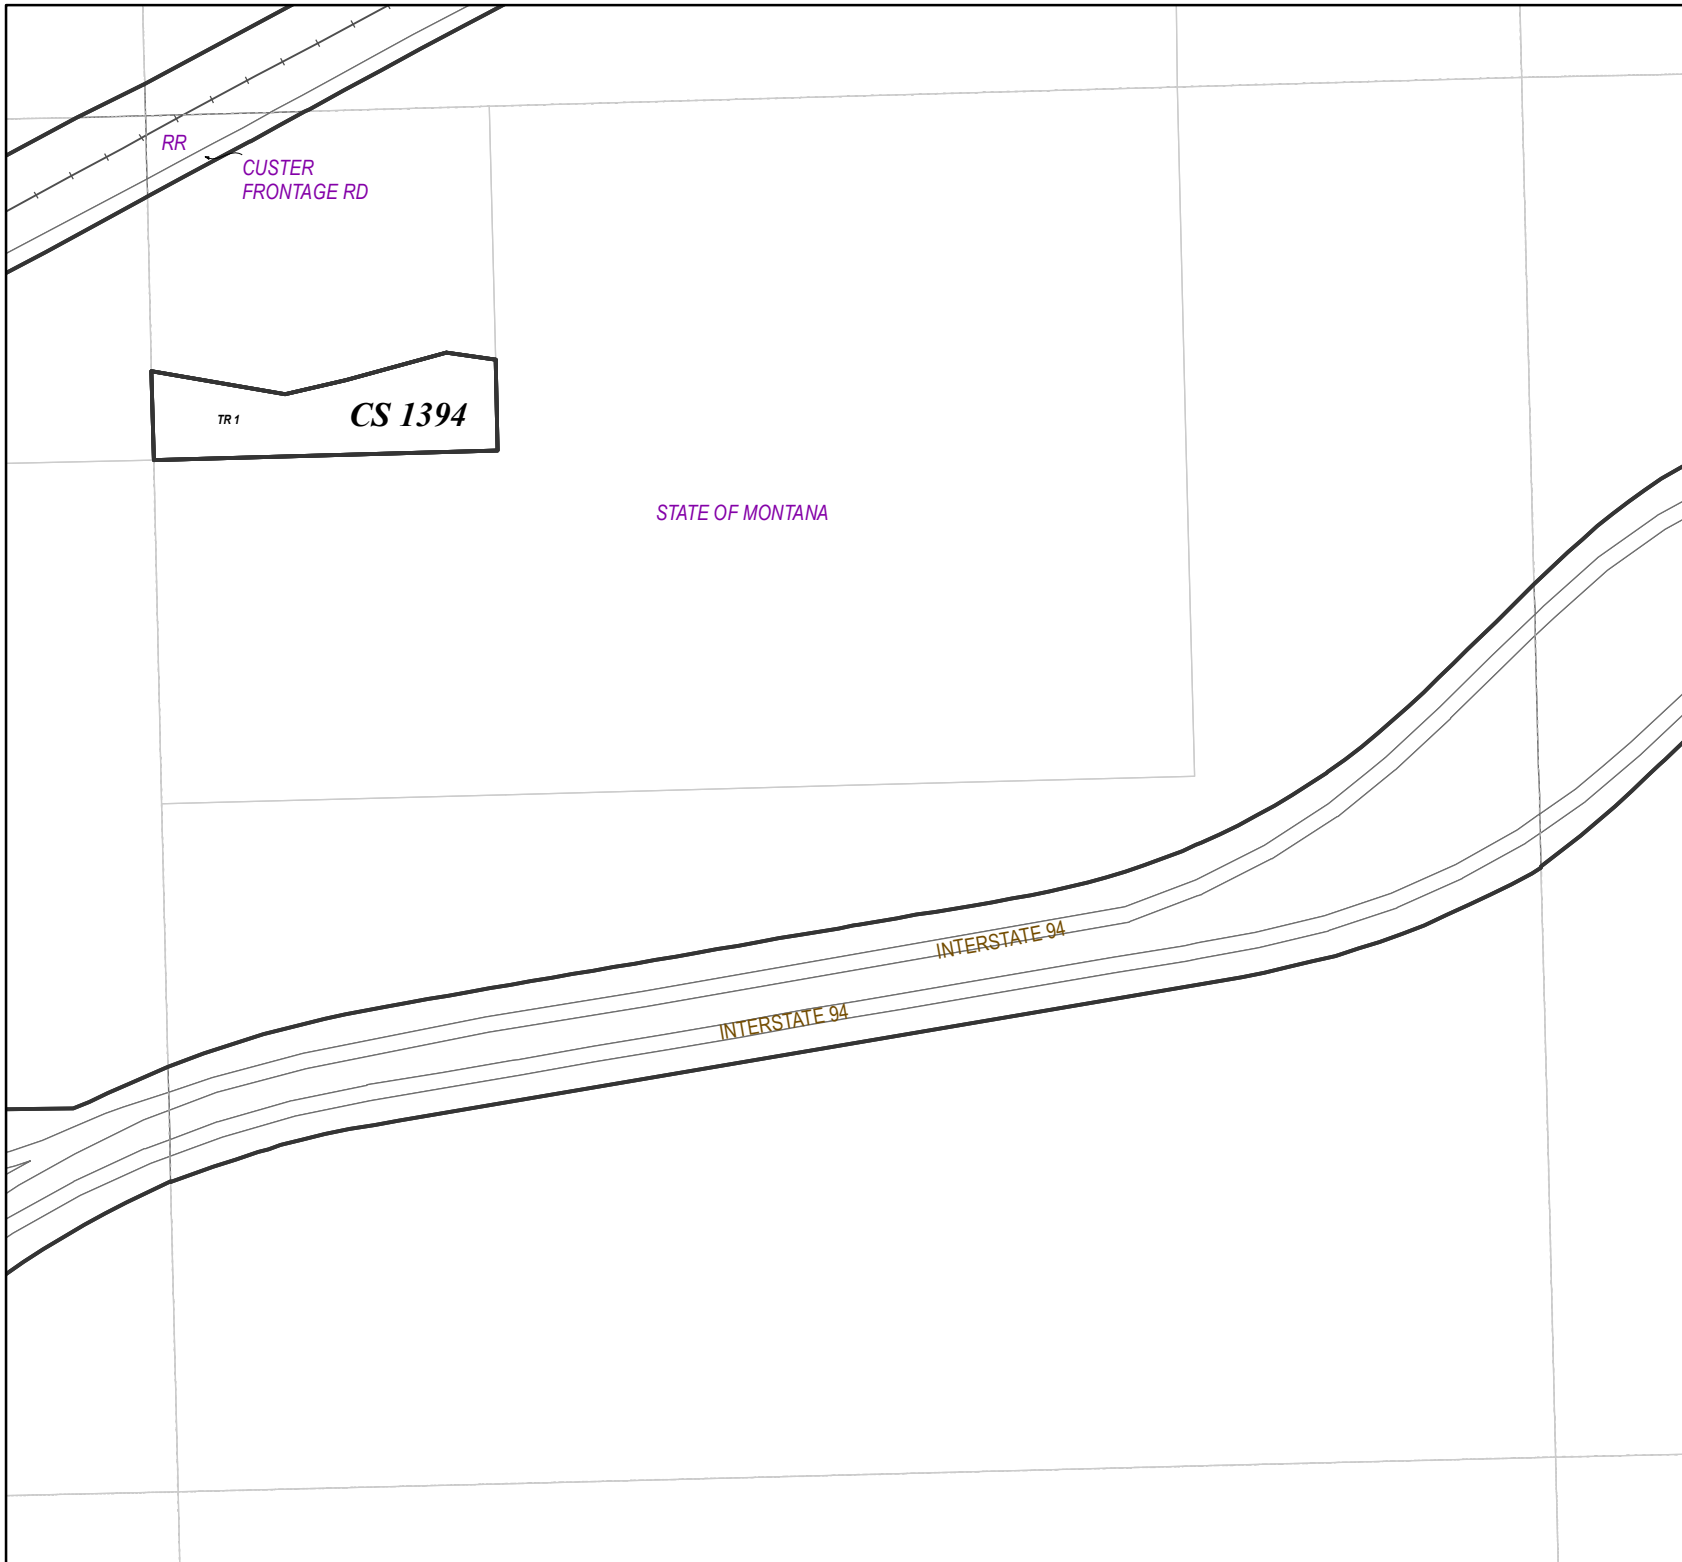 RR
CUSTER
FRONTAGE RD
TR 1
CS 1394
STATE OF MONTANA
INTERSTATE 94
INTERSTATE 94